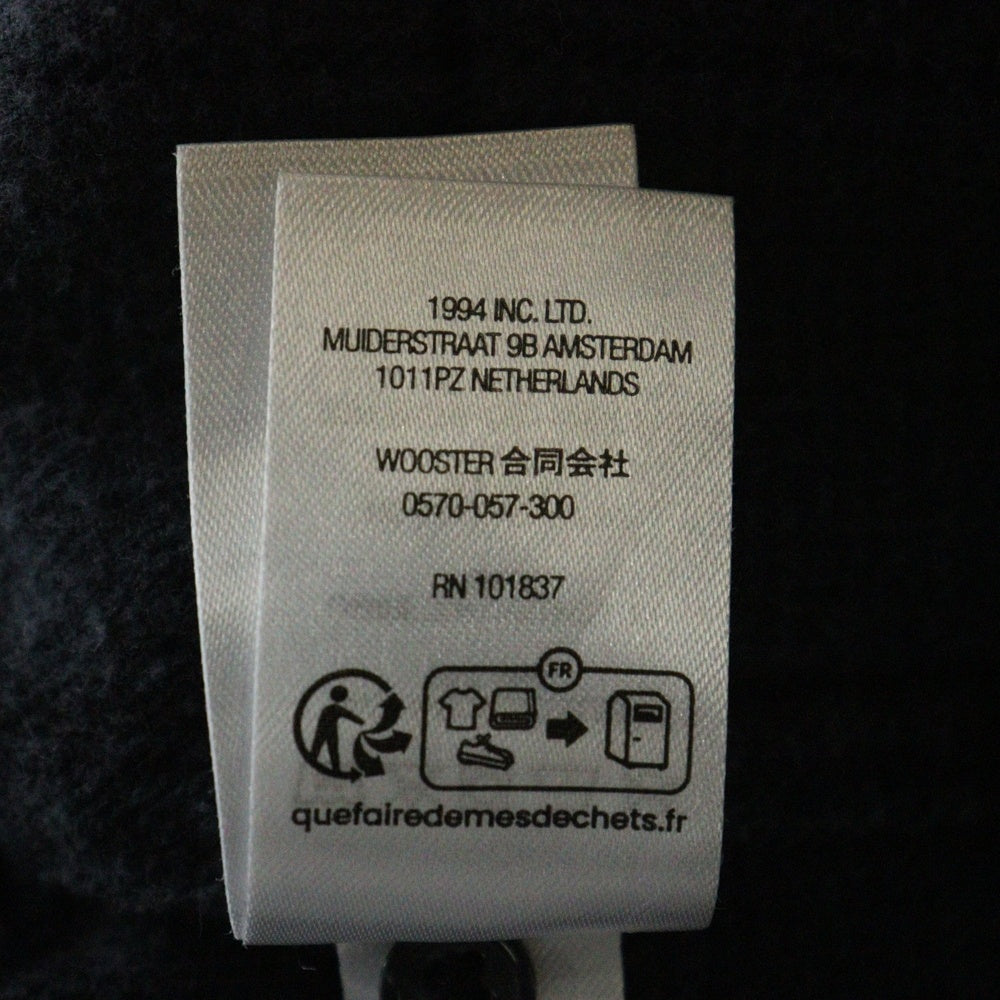 1994 INC. LTD.
MUIDERSTRAAT 9B AMSTERDAM
1011PZ NETHERLANDS
WOOSTER 合同会社
0570-057-300
RN 101837
FR
quefairedemesdechets.fr